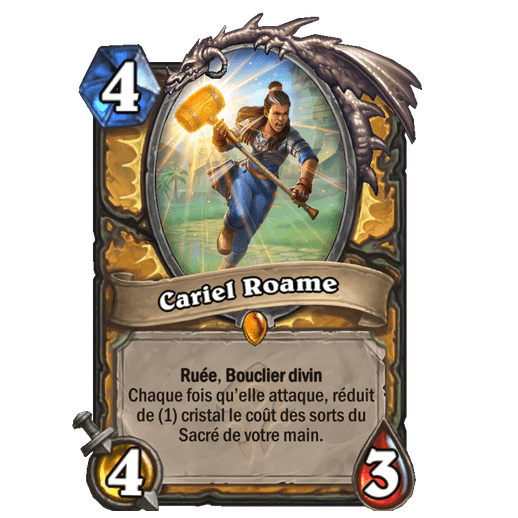 4
Cariel Roame
Ruée, Bouclier divin
Chaque fois qu'elle attaque, réduit
de (1) cristal le coût des sorts du
Sacré de votre main.
4
3